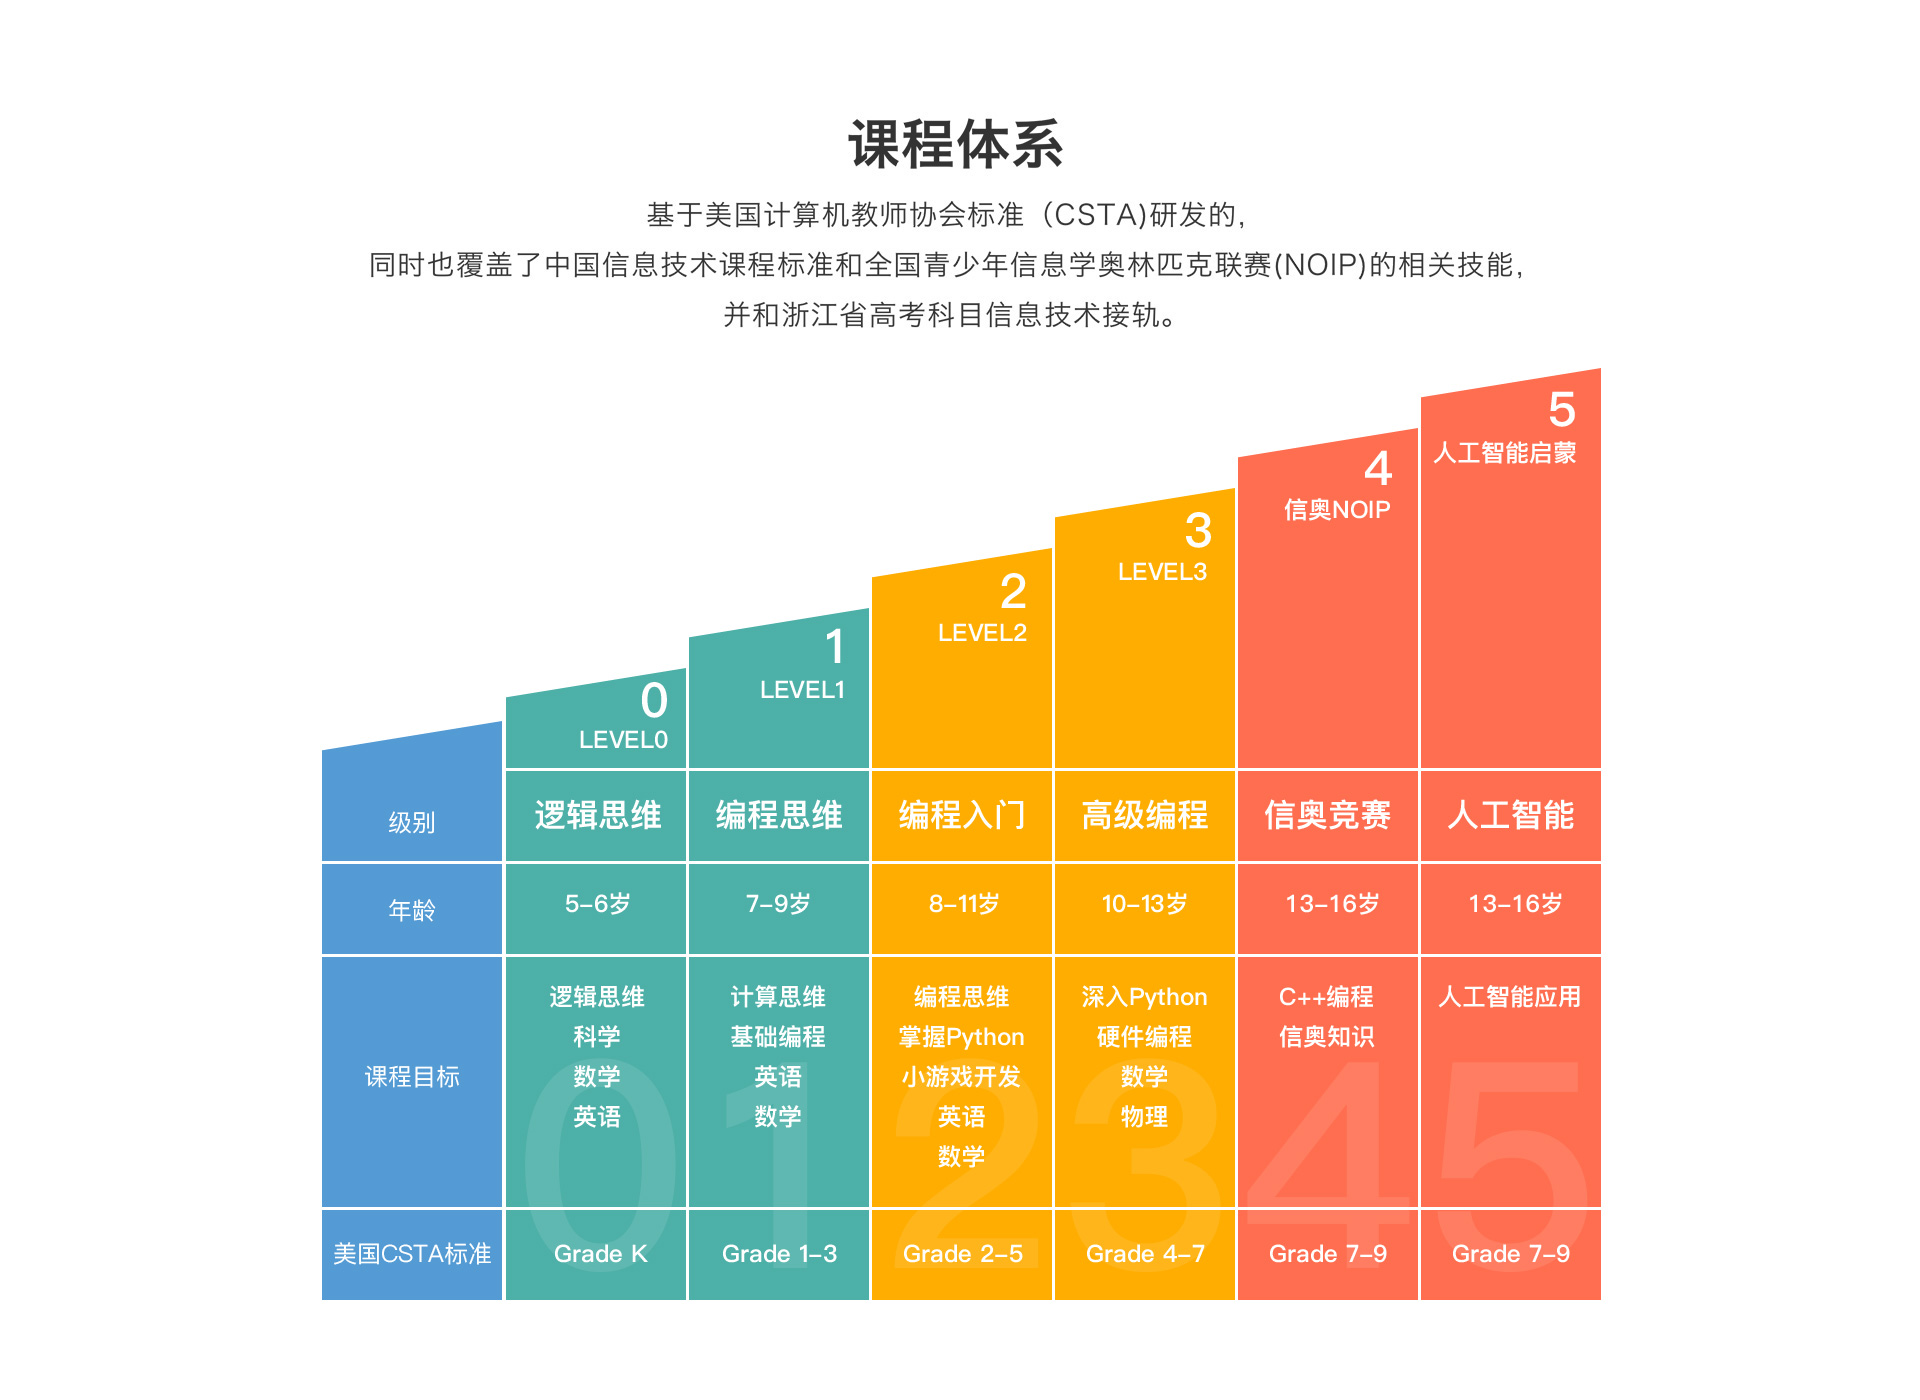 课程体系
基于美国计算机教师协会标准（CSTA)研发的,
同时也覆盖了中国信息技术课程标准和全国青少年信息学奥林匹克联赛(NOIP)的相关技能,
并和浙江省高考科目信息技术接轨。
5
人工智能启蒙
4
信奥NOIP
3
LEVEL3
2
LEVEL2
1
LEVEL1
0
LEVEL0
级别 逻辑思维 编程思维 编程入门 高级编程 信奥竞赛 人工智能
年龄 5–6岁 7–9岁 8–11岁 10–13岁 13–16岁 13–16岁
逻辑思维 计算思维 编程思维 深入Python C++编程 人工智能应用
科学 基础编程 掌握Python 硬件编程 信奥知识
课程目标 数学 英语 小游戏开发 数学
英语 数学 英语 物理
数学
0 1 2 3 4 5
美国CSTA标准 Grade K Grade 1–3 Grade 2–5 Grade 4–7 Grade 7–9 Grade 7–9